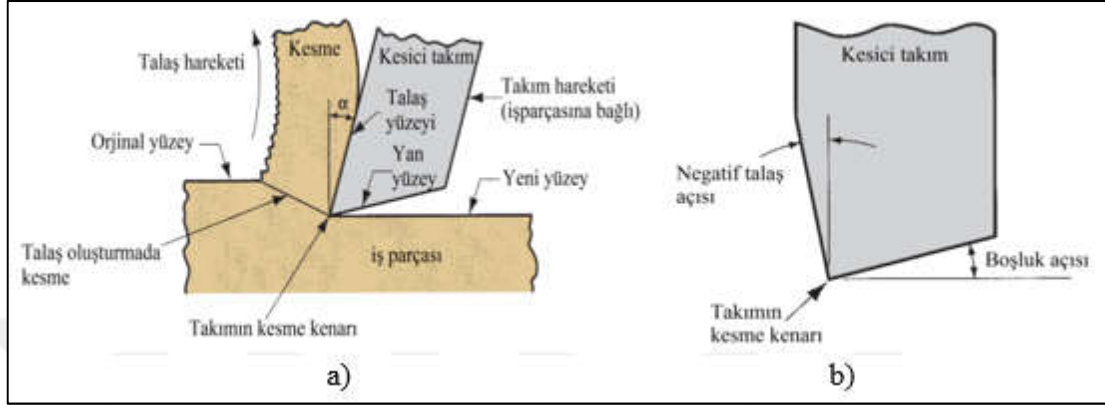 Kesme
Kesici takım
Talaş hareketi
α
Talaş
yüzeyi
Takım hareketi
(işparçasına bağlı)
Orjinal yüzey
Yan
yüzey
Yeni yüzey
Talaş oluşturmada
kesme
iş parçası
Takımın kesme kenarı
a)
Kesici takım
Negatif talaş
açısı
Boşluk açısı
Takımın
kesme kenarı
b)